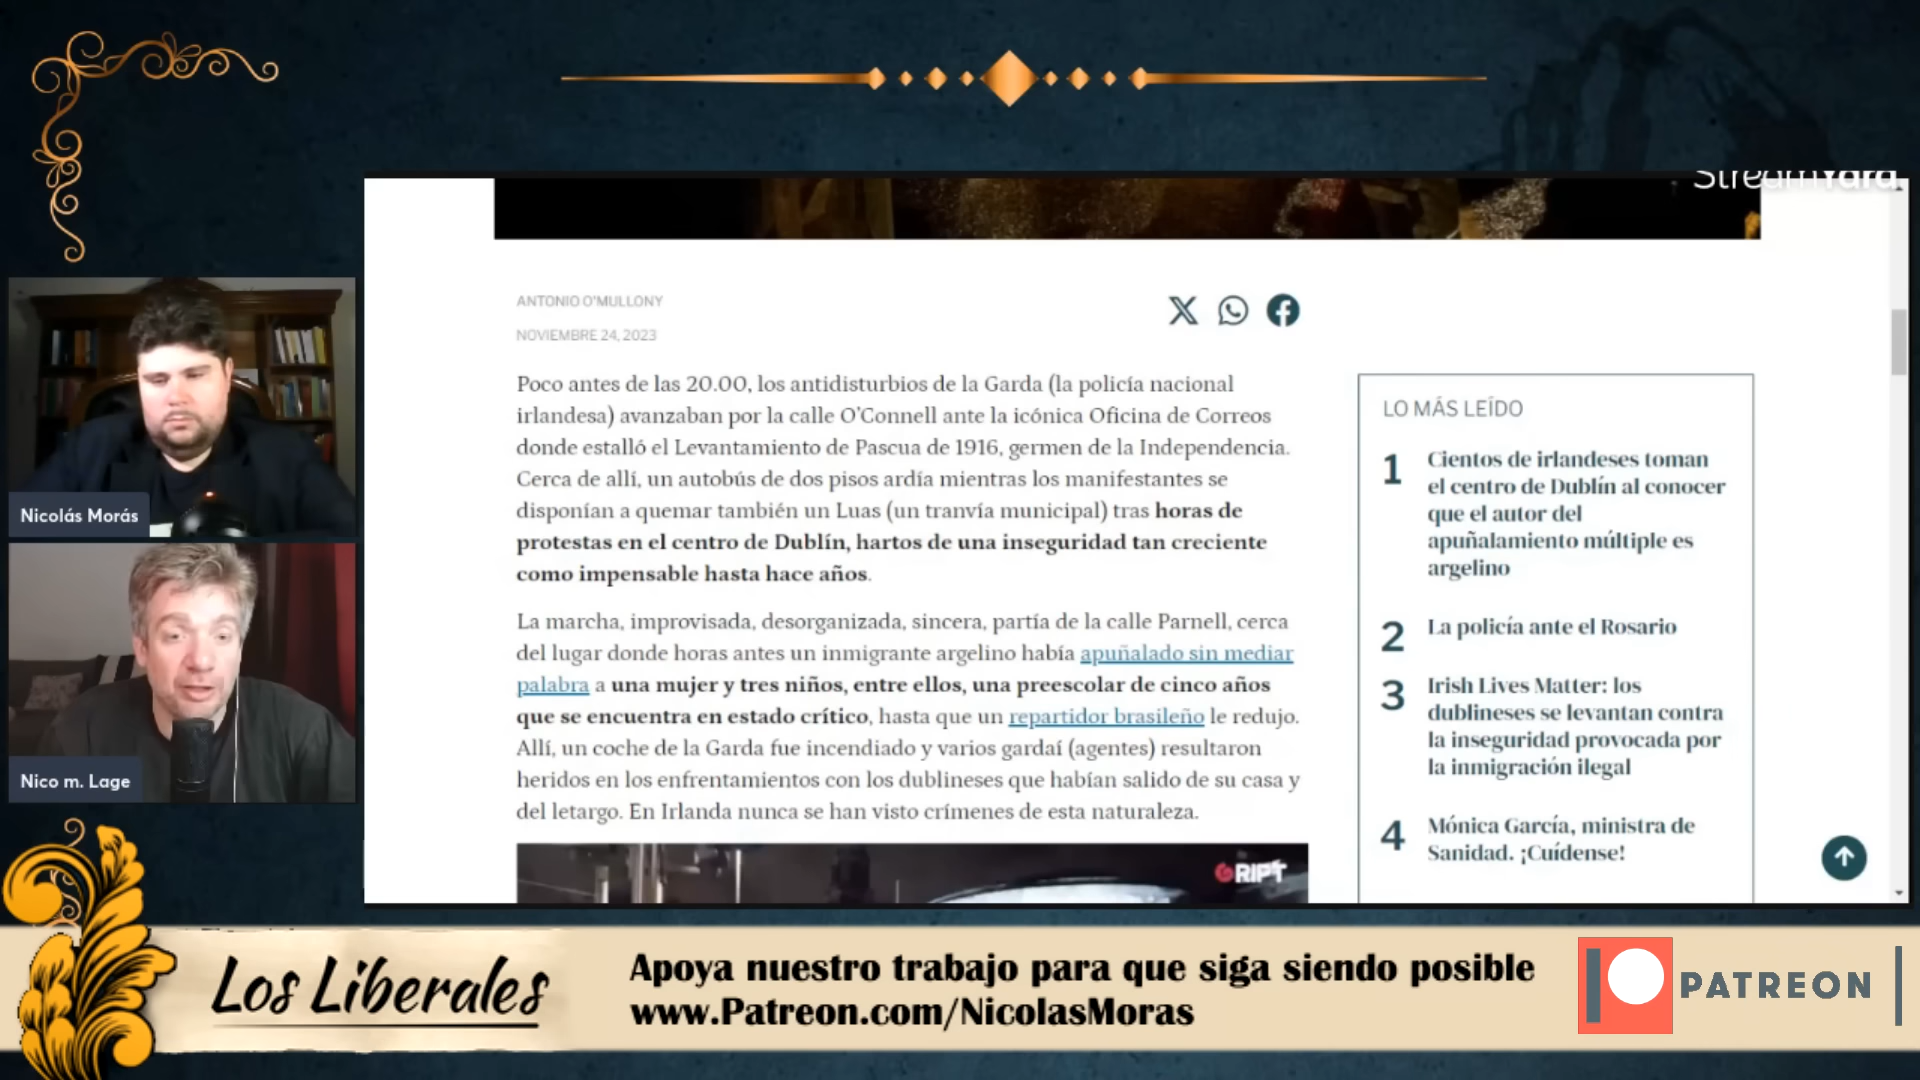 StreamYard
ANTONIO O'MULLONY
NOVIEMBRE 24, 2023
Poco antes de las 20.00, los antidisturbios de la Garda (la policía nacional
irlandesa) avanzaban por la calle O'Connell ante la icónica Oficina de Correos
donde estalló el Levantamiento de Pascua de 1916, germen de la Independencia.
Cerca de allí, un autobús de dos pisos ardía mientras los manifestantes se
disponían a quemar también un Luas (un tranvía municipal) tras horas de
protestas en el centro de Dublín, hartos de una inseguridad tan creciente
como impensable hasta hace años.
La marcha, improvisada, desorganizada, sincera, partía de la calle Parnell, cerca
del lugar donde horas antes un inmigrante argelino había apuñalado sin mediar
palabra a una mujer y tres niños, entre ellos, una preescolar de cinco años
que se encuentra en estado crítico, hasta que un repartidor brasileño le redujo.
Allí, un coche de la Garda fue incendiado y varios gardaí (agentes) resultaron
heridos en los enfrentamientos con los dublineses que habían salido de su casa y
del letargo. En Irlanda nunca se han visto crímenes de esta naturaleza.
GRIPT
LO MÁS LEÍDO
1 Cientos de irlandeses toman
el centro de Dublín al conocer
que el autor del
apuñalamiento múltiple es
argelino
2 La policía ante el Rosario
3 Irish Lives Matter: los
dublineses se levantan contra
la inseguridad provocada por
la inmigración ilegal
4 Mónica García, ministra de
Sanidad. ¡Cuídense!
Nicolás Morás
Nico m. Lage
Los Liberales
Apoya nuestro trabajo para que siga siendo posible
www.Patreon.com/NicolasMoras
PATREON